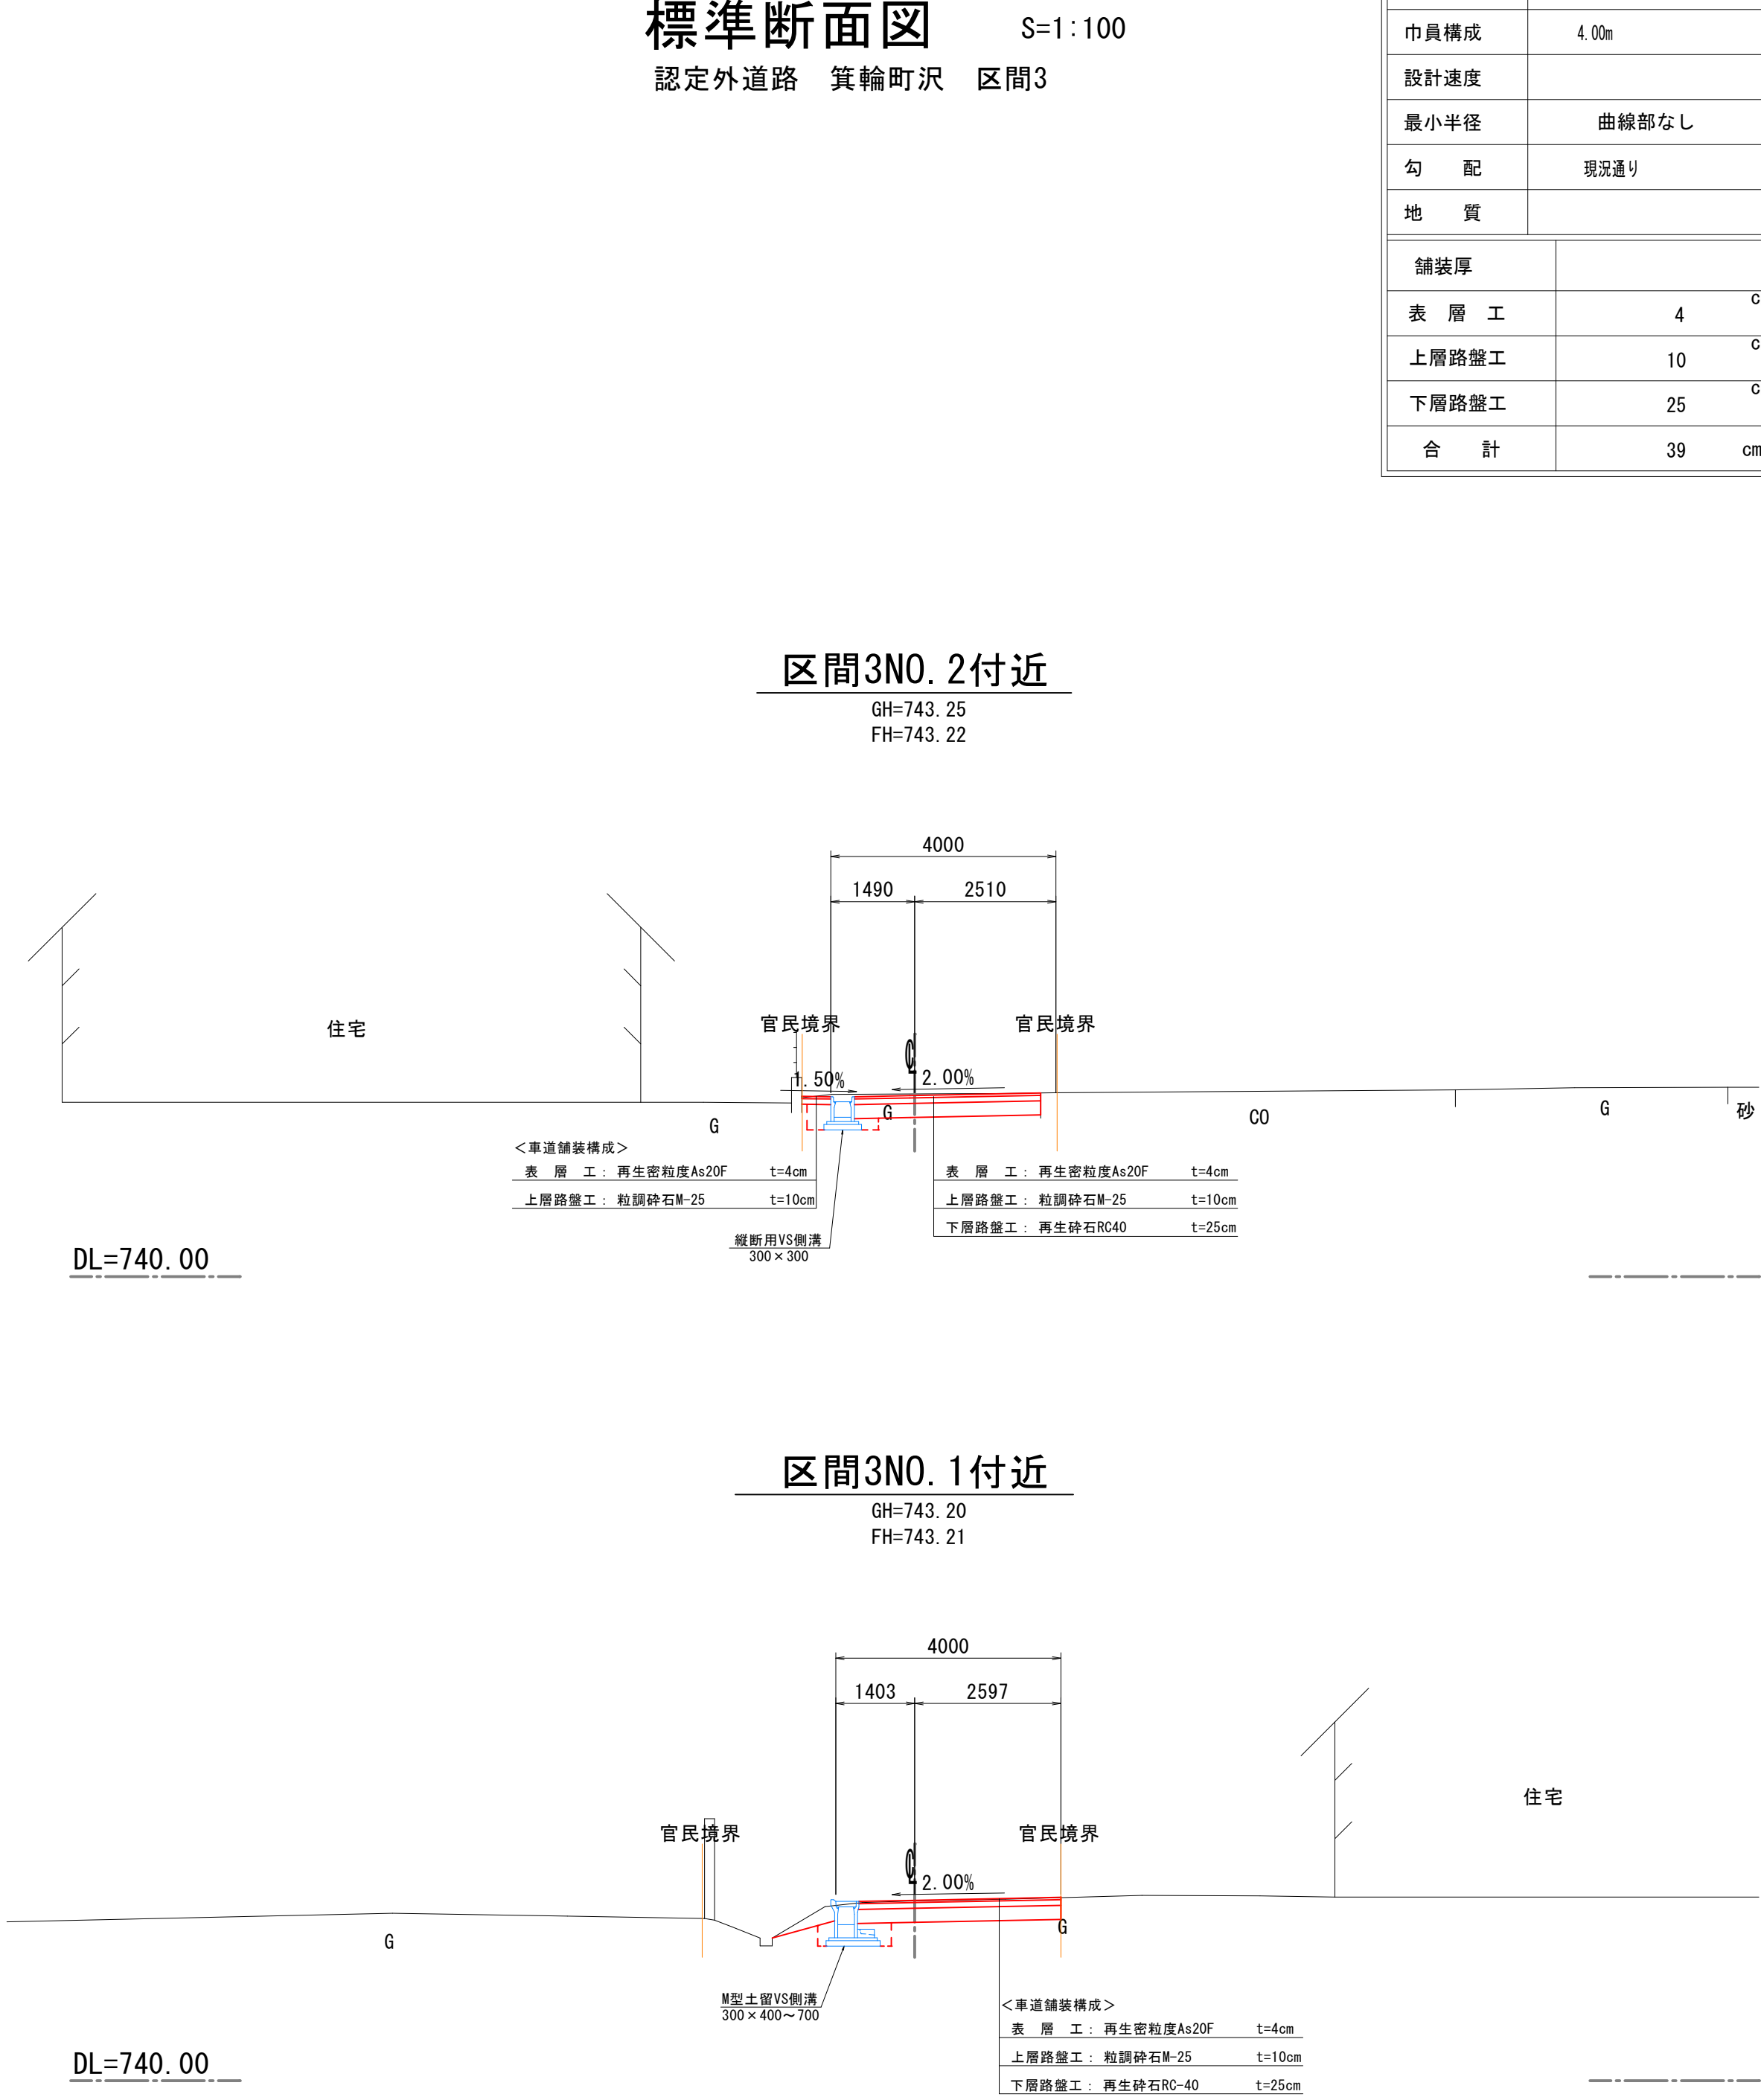 標準断面図 S=1:100
認定外道路 箕輪町沢 区間3
巾員構成 4.00m
設計速度
最小半径 曲線部なし
勾 配 現況通り
地 質
舗装厚
表 層 工 4 c
上層路盤工 10 c
下層路盤工 25 c
合 計 39 cm
区間3NO.2付近
GH=743.25
FH=743.22
4000
1490 2510
住宅
官民境界 官民境界
1.50% 2.00%
G G CO G 砂
<車道舗装構成>
表 層 工: 再生密粒度As20F t=4cm
上層路盤工: 粒調砕石M-25 t=10cm
表 層 工: 再生密粒度As20F t=4cm
上層路盤工: 粒調砕石M-25 t=10cm
下層路盤工: 再生砕石RC40 t=25cm
縦断用VS側溝
300×300
DL=740.00
区間3NO.1付近
GH=743.20
FH=743.21
4000
1403 2597
住宅
官民境界 官民境界
2.00%
G G
M型土留VS側溝
300×400~700
<車道舗装構成>
表 層 工: 再生密粒度As20F t=4cm
上層路盤工: 粒調砕石M-25 t=10cm
下層路盤工: 再生砕石RC-40 t=25cm
DL=740.00